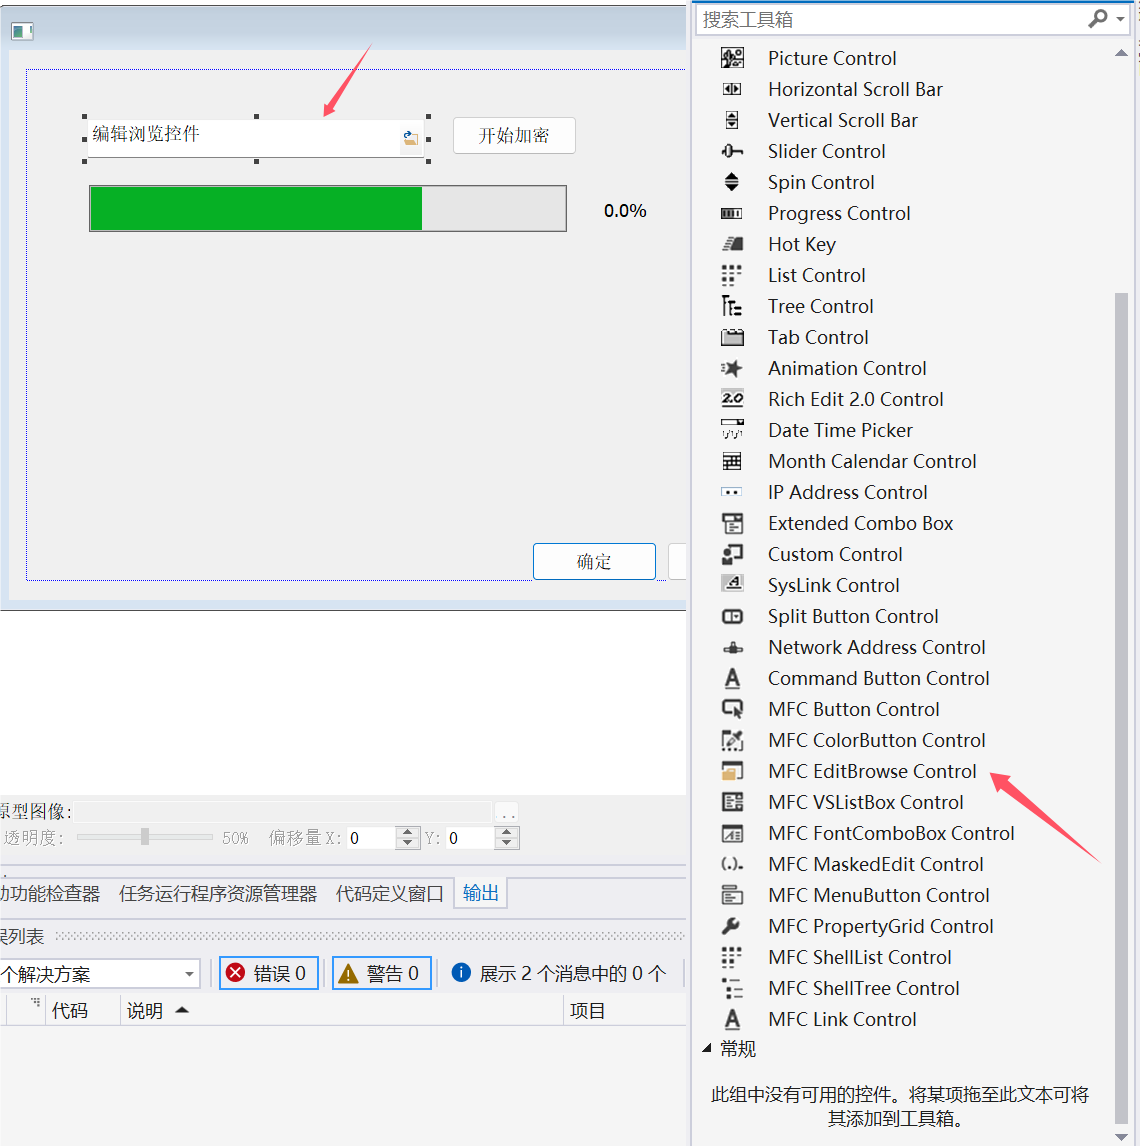 编辑浏览控件
开始加密
0.0%
确定
原型图像:
..
透明度:
50%
偏移量 X:
0
Y:
0
动功能检查器
任务运行程序资源管理器
代码定义窗口
输出
误列表
个解决方案
错误 0
警告 0
展示 2 个消息中的 0 个
代码
说明
项目
搜索工具箱
Picture Control
Horizontal Scroll Bar
Vertical Scroll Bar
Slider Control
Spin Control
Progress Control
Hot Key
List Control
Tree Control
Tab Control
Animation Control
Rich Edit 2.0 Control
Date Time Picker
Month Calendar Control
IP Address Control
Extended Combo Box
Custom Control
SysLink Control
Split Button Control
Network Address Control
Command Button Control
MFC Button Control
MFC ColorButton Control
MFC EditBrowse Control
MFC VSListBox Control
MFC FontComboBox Control
MFC MaskedEdit Control
MFC MenuButton Control
MFC PropertyGrid Control
MFC ShellList Control
MFC ShellTree Control
MFC Link Control
常规
此组中没有可用的控件。将某项拖至此文本可将
其添加到工具箱。